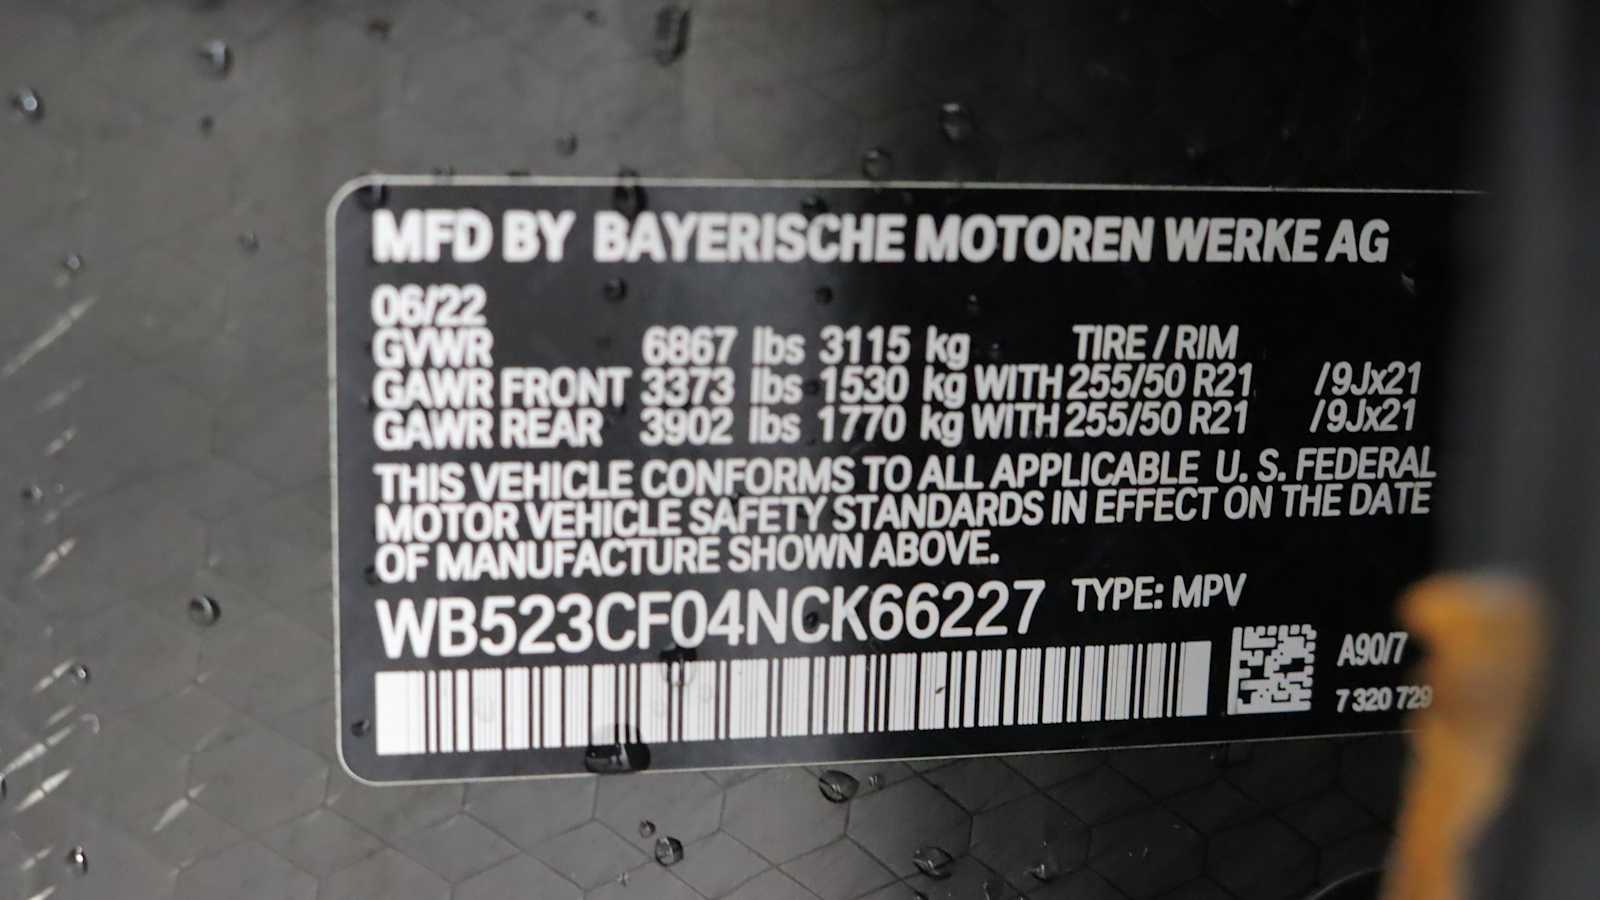 MFD BY BAYERISCHE MOTOREN WERKE AG
06/22
GVWR 6867 lbs 3115 kg TIRE / RIM
GAWR FRONT 3373 lbs 1530 kg WITH 255/50 R21 /9Jx21
GAWR REAR 3902 lbs 1770 kg WITH 255/50 R21 /9Jx21
THIS VEHICLE CONFORMS TO ALL APPLICABLE U. S. FEDERAL
MOTOR VEHICLE SAFETY STANDARDS IN EFFECT ON THE DATE
OF MANUFACTURE SHOWN ABOVE.
WB523CF04NCK66227 TYPE: MPV
A90/7
7 320 729